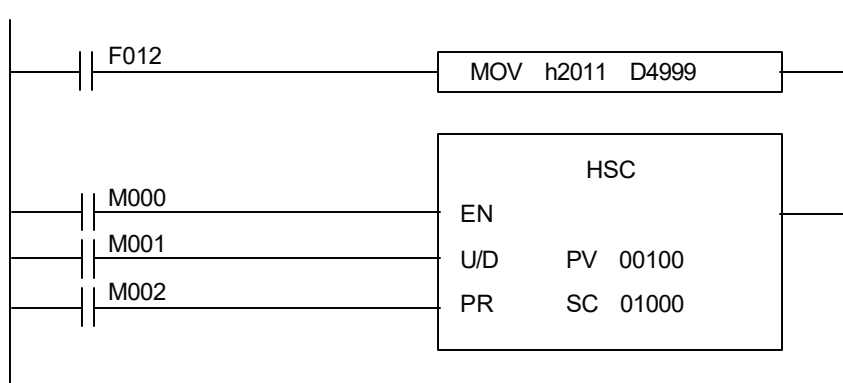 F012
MOV h2011 D4999
HSC
M000
EN
M001
U/D PV 00100
M002
PR SC 01000